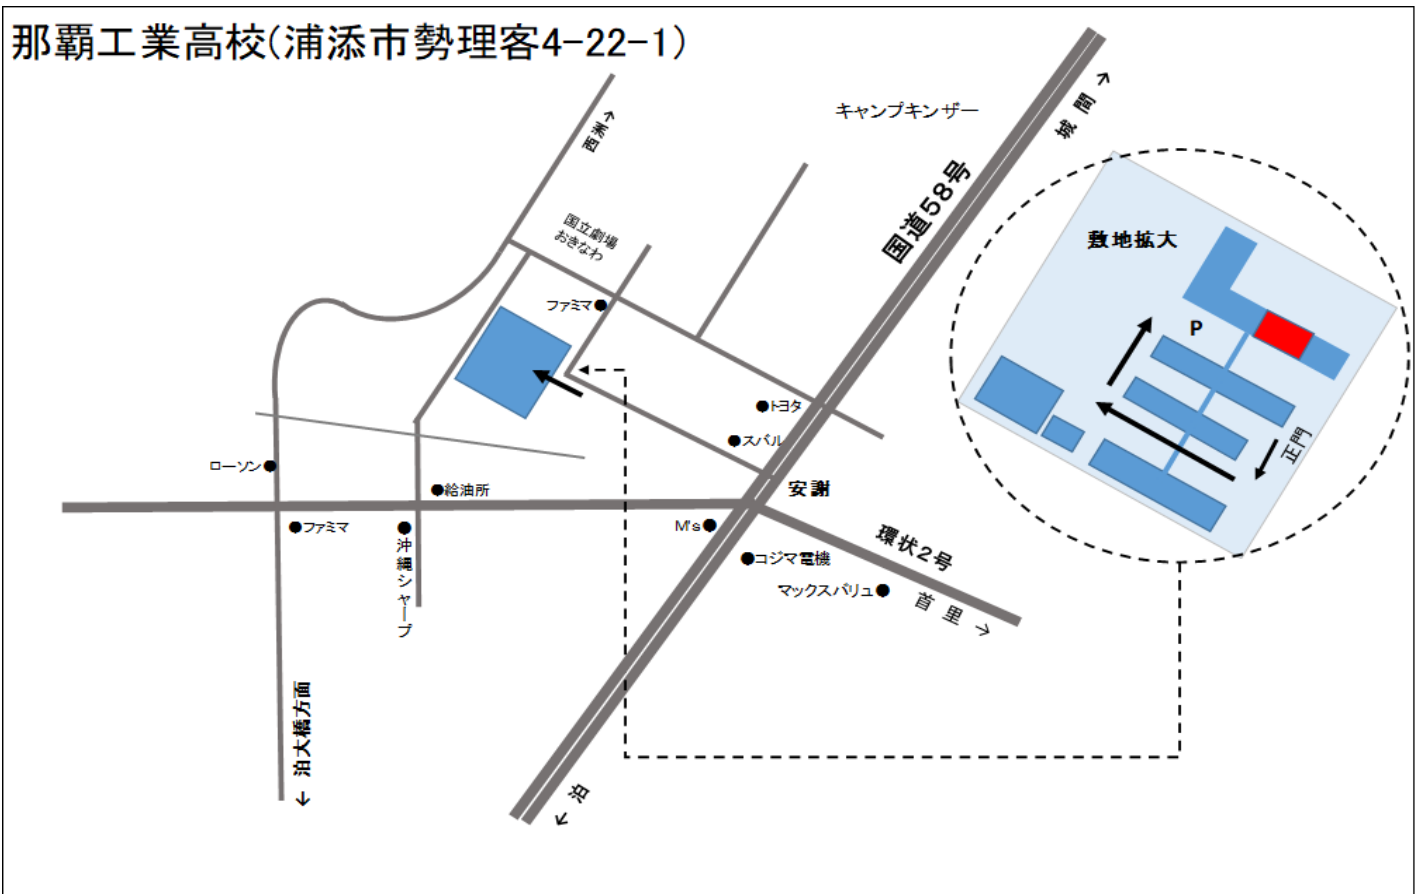 那覇工業高校(浦添市勢理客4-22-1)
キャンプキンザー
城間→
西洲→
国道58号
国立劇場
おきなわ
敷地拡大
ファミマ●
P
●トヨタ
●スバル
正門
ローソン●
●給油所
安謝
●ファミマ
●沖縄シャープ
M's●
環状2号
●コジマ電機
マックスバリュ●
首里→
←泊大橋方面
←泊